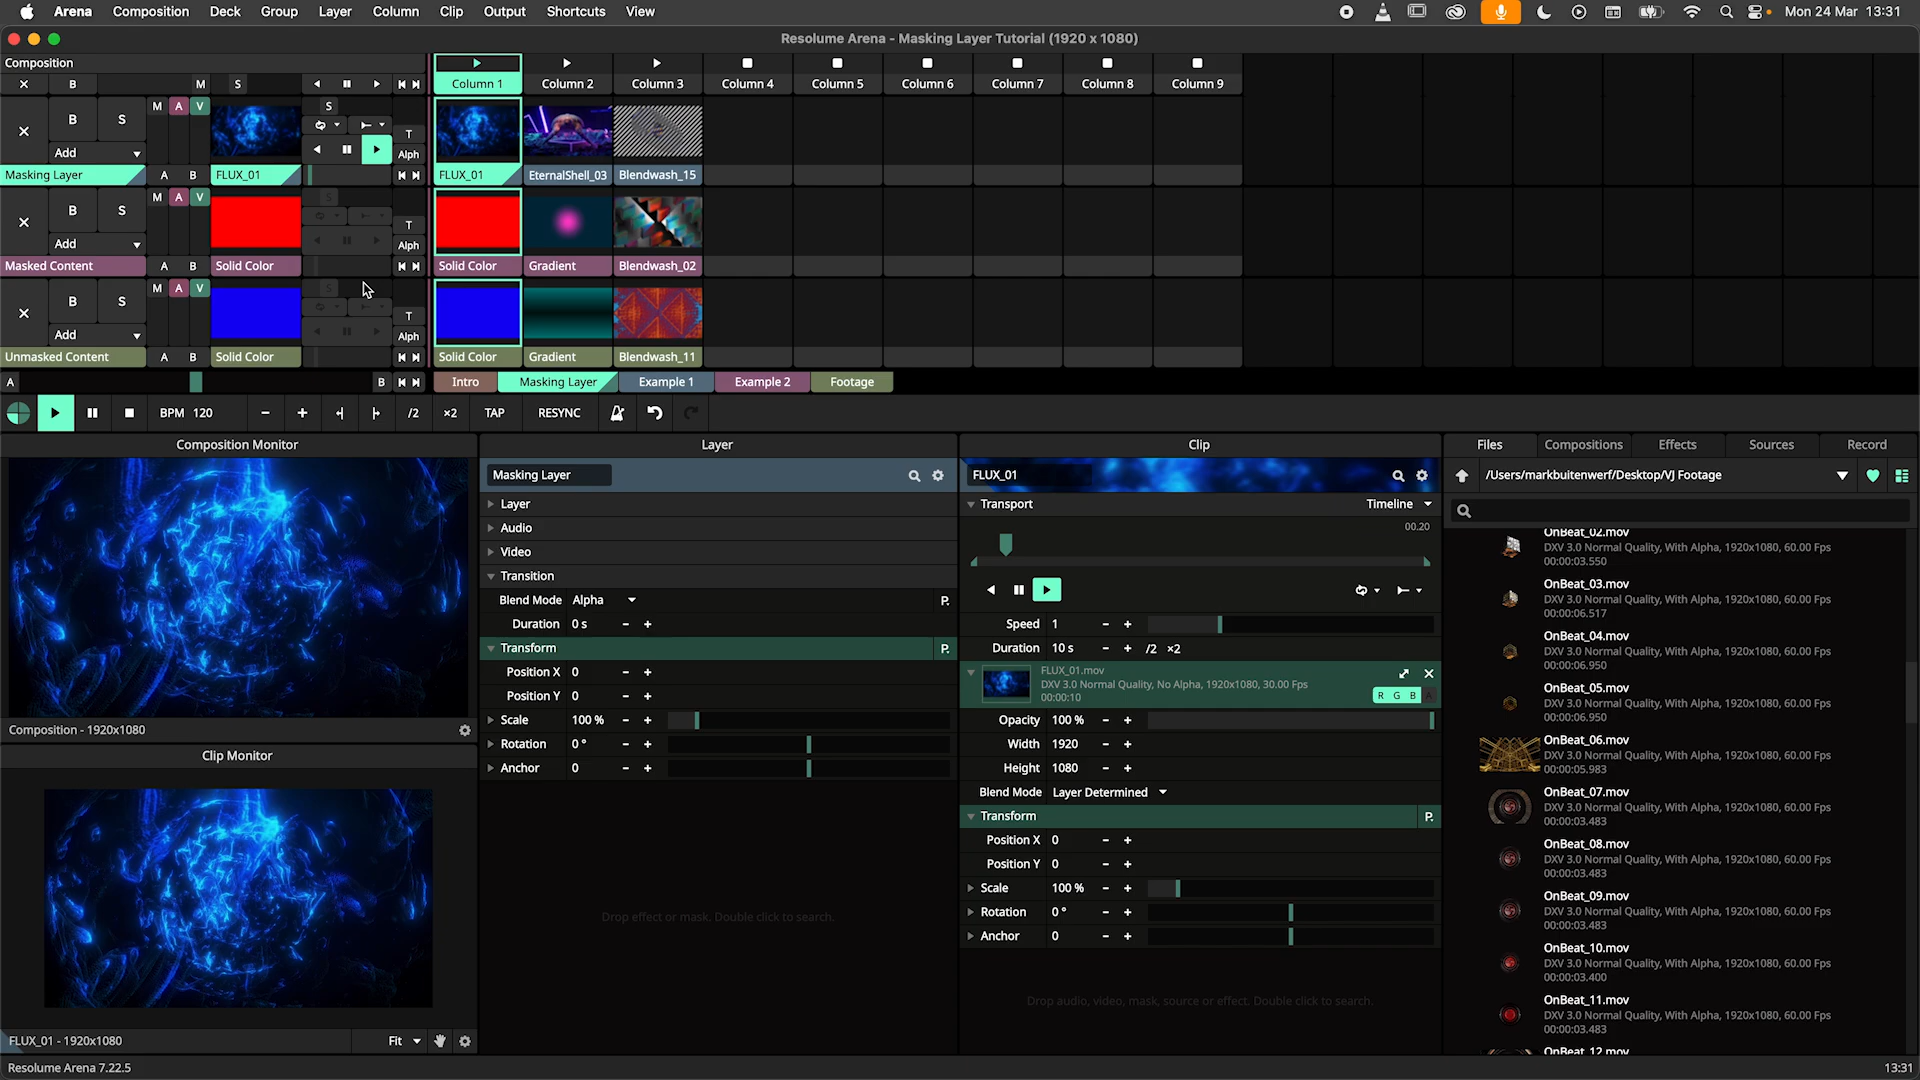 Arena Composition Deck Group Layer Column Clip Output Shortcuts View Mon 24 Mar 13:31
Resolume Arena - Masking Layer Tutorial (1920 x 1080)
Composition
X B M S Column 1 Column 2 Column 3 Column 4 Column 5 Column 6 Column 7 Column 8 Column 9
M A V S
X B S T
Add Alph
Masking Layer A B FLUX_01 FLUX_01 EternalShell_03 Blendwash_15
M A V S
X B S T
Add Alph
Masked Content A B Solid Color Solid Color Gradient Blendwash_02
M A V S
X B S T
Add Alph
Unmasked Content A B Solid Color Solid Color Gradient Blendwash_11
A B Intro Masking Layer Example 1 Example 2 Footage
BPM 120 - + /2 ×2 TAP RESYNC
Composition Monitor
Composition - 1920x1080
Clip Monitor
FLUX_01 - 1920x1080 Fit
Layer
Masking Layer
Layer
Audio
Video
Transition
Blend Mode Alpha P.
Duration 0 s - +
Transform P.
Position X 0 - +
Position Y 0 - +
Scale 100 % - +
Rotation 0° - +
Anchor 0 - +
Drop effect or mask. Double click to search.
Clip
FLUX_01
Transport Timeline
00.20
Speed 1 - +
Duration 10 s - + /2 ×2
FLUX_01.mov
DXV 3.0 Normal Quality, No Alpha, 1920x1080, 30.00 Fps
00:00:10 R G B A
Opacity 100 % - +
Width 1920 - +
Height 1080 - +
Blend Mode Layer Determined
Transform P.
Position X 0 - +
Position Y 0 - +
Scale 100 % - +
Rotation 0° - +
Anchor 0 - +
Drop audio, video, mask, source or effect. Double click to search.
Files Compositions Effects Sources Record
/Users/markbuitenwerf/Desktop/VJ Footage
OnBeat_02.mov
DXV 3.0 Normal Quality, With Alpha, 1920x1080, 60.00 Fps
00:00:03.550
OnBeat_03.mov
DXV 3.0 Normal Quality, With Alpha, 1920x1080, 60.00 Fps
00:00:06.517
OnBeat_04.mov
DXV 3.0 Normal Quality, With Alpha, 1920x1080, 60.00 Fps
00:00:06.950
OnBeat_05.mov
DXV 3.0 Normal Quality, With Alpha, 1920x1080, 60.00 Fps
00:00:06.950
OnBeat_06.mov
DXV 3.0 Normal Quality, With Alpha, 1920x1080, 60.00 Fps
00:00:05.983
OnBeat_07.mov
DXV 3.0 Normal Quality, With Alpha, 1920x1080, 60.00 Fps
00:00:03.483
OnBeat_08.mov
DXV 3.0 Normal Quality, With Alpha, 1920x1080, 60.00 Fps
00:00:03.483
OnBeat_09.mov
DXV 3.0 Normal Quality, With Alpha, 1920x1080, 60.00 Fps
00:00:03.483
OnBeat_10.mov
DXV 3.0 Normal Quality, With Alpha, 1920x1080, 60.00 Fps
00:00:03.400
OnBeat_11.mov
DXV 3.0 Normal Quality, With Alpha, 1920x1080, 60.00 Fps
00:00:03.483
OnBeat_12.mov
Resolume Arena 7.22.5 13:31